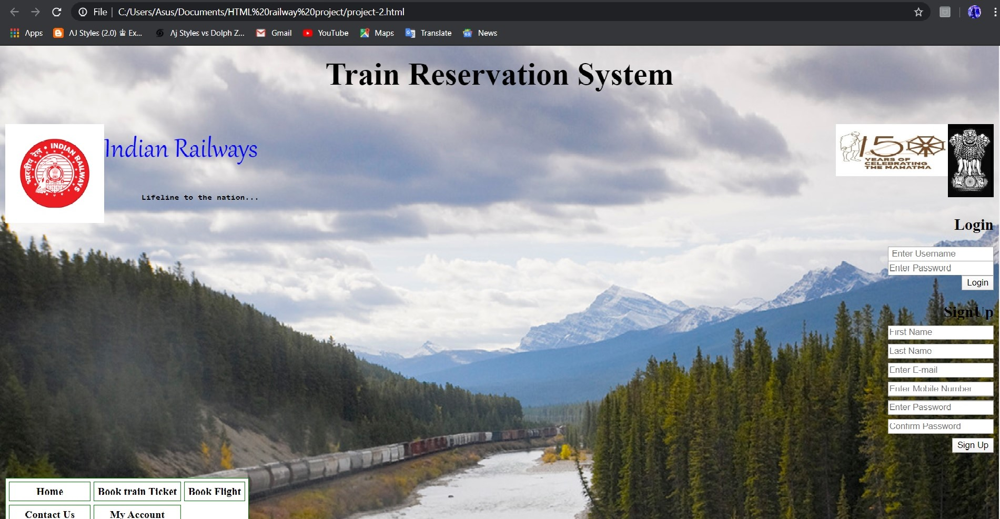 File | C:/Users/Asus/Documents/HTML%20railway%20project/project-2.html
Apps AJ Styles (2.0) ♔ Ex... Aj Styles vs Dolph Z... Gmail YouTube Maps Translate News
Train Reservation System
भारतीय रेल • INDIAN RAILWAYS
Indian Railways
Lifeline to the nation...
150
YEARS OF
CELEBRATING
THE MAHATMA
Login
Enter Username
Enter Password
Login
SignUp
First Name
Last Name
Enter E-mail
Enter Mobile Number
Enter Password
Confirm Password
Sign Up
Home Book train Ticket Book Flight
Contact Us My Account